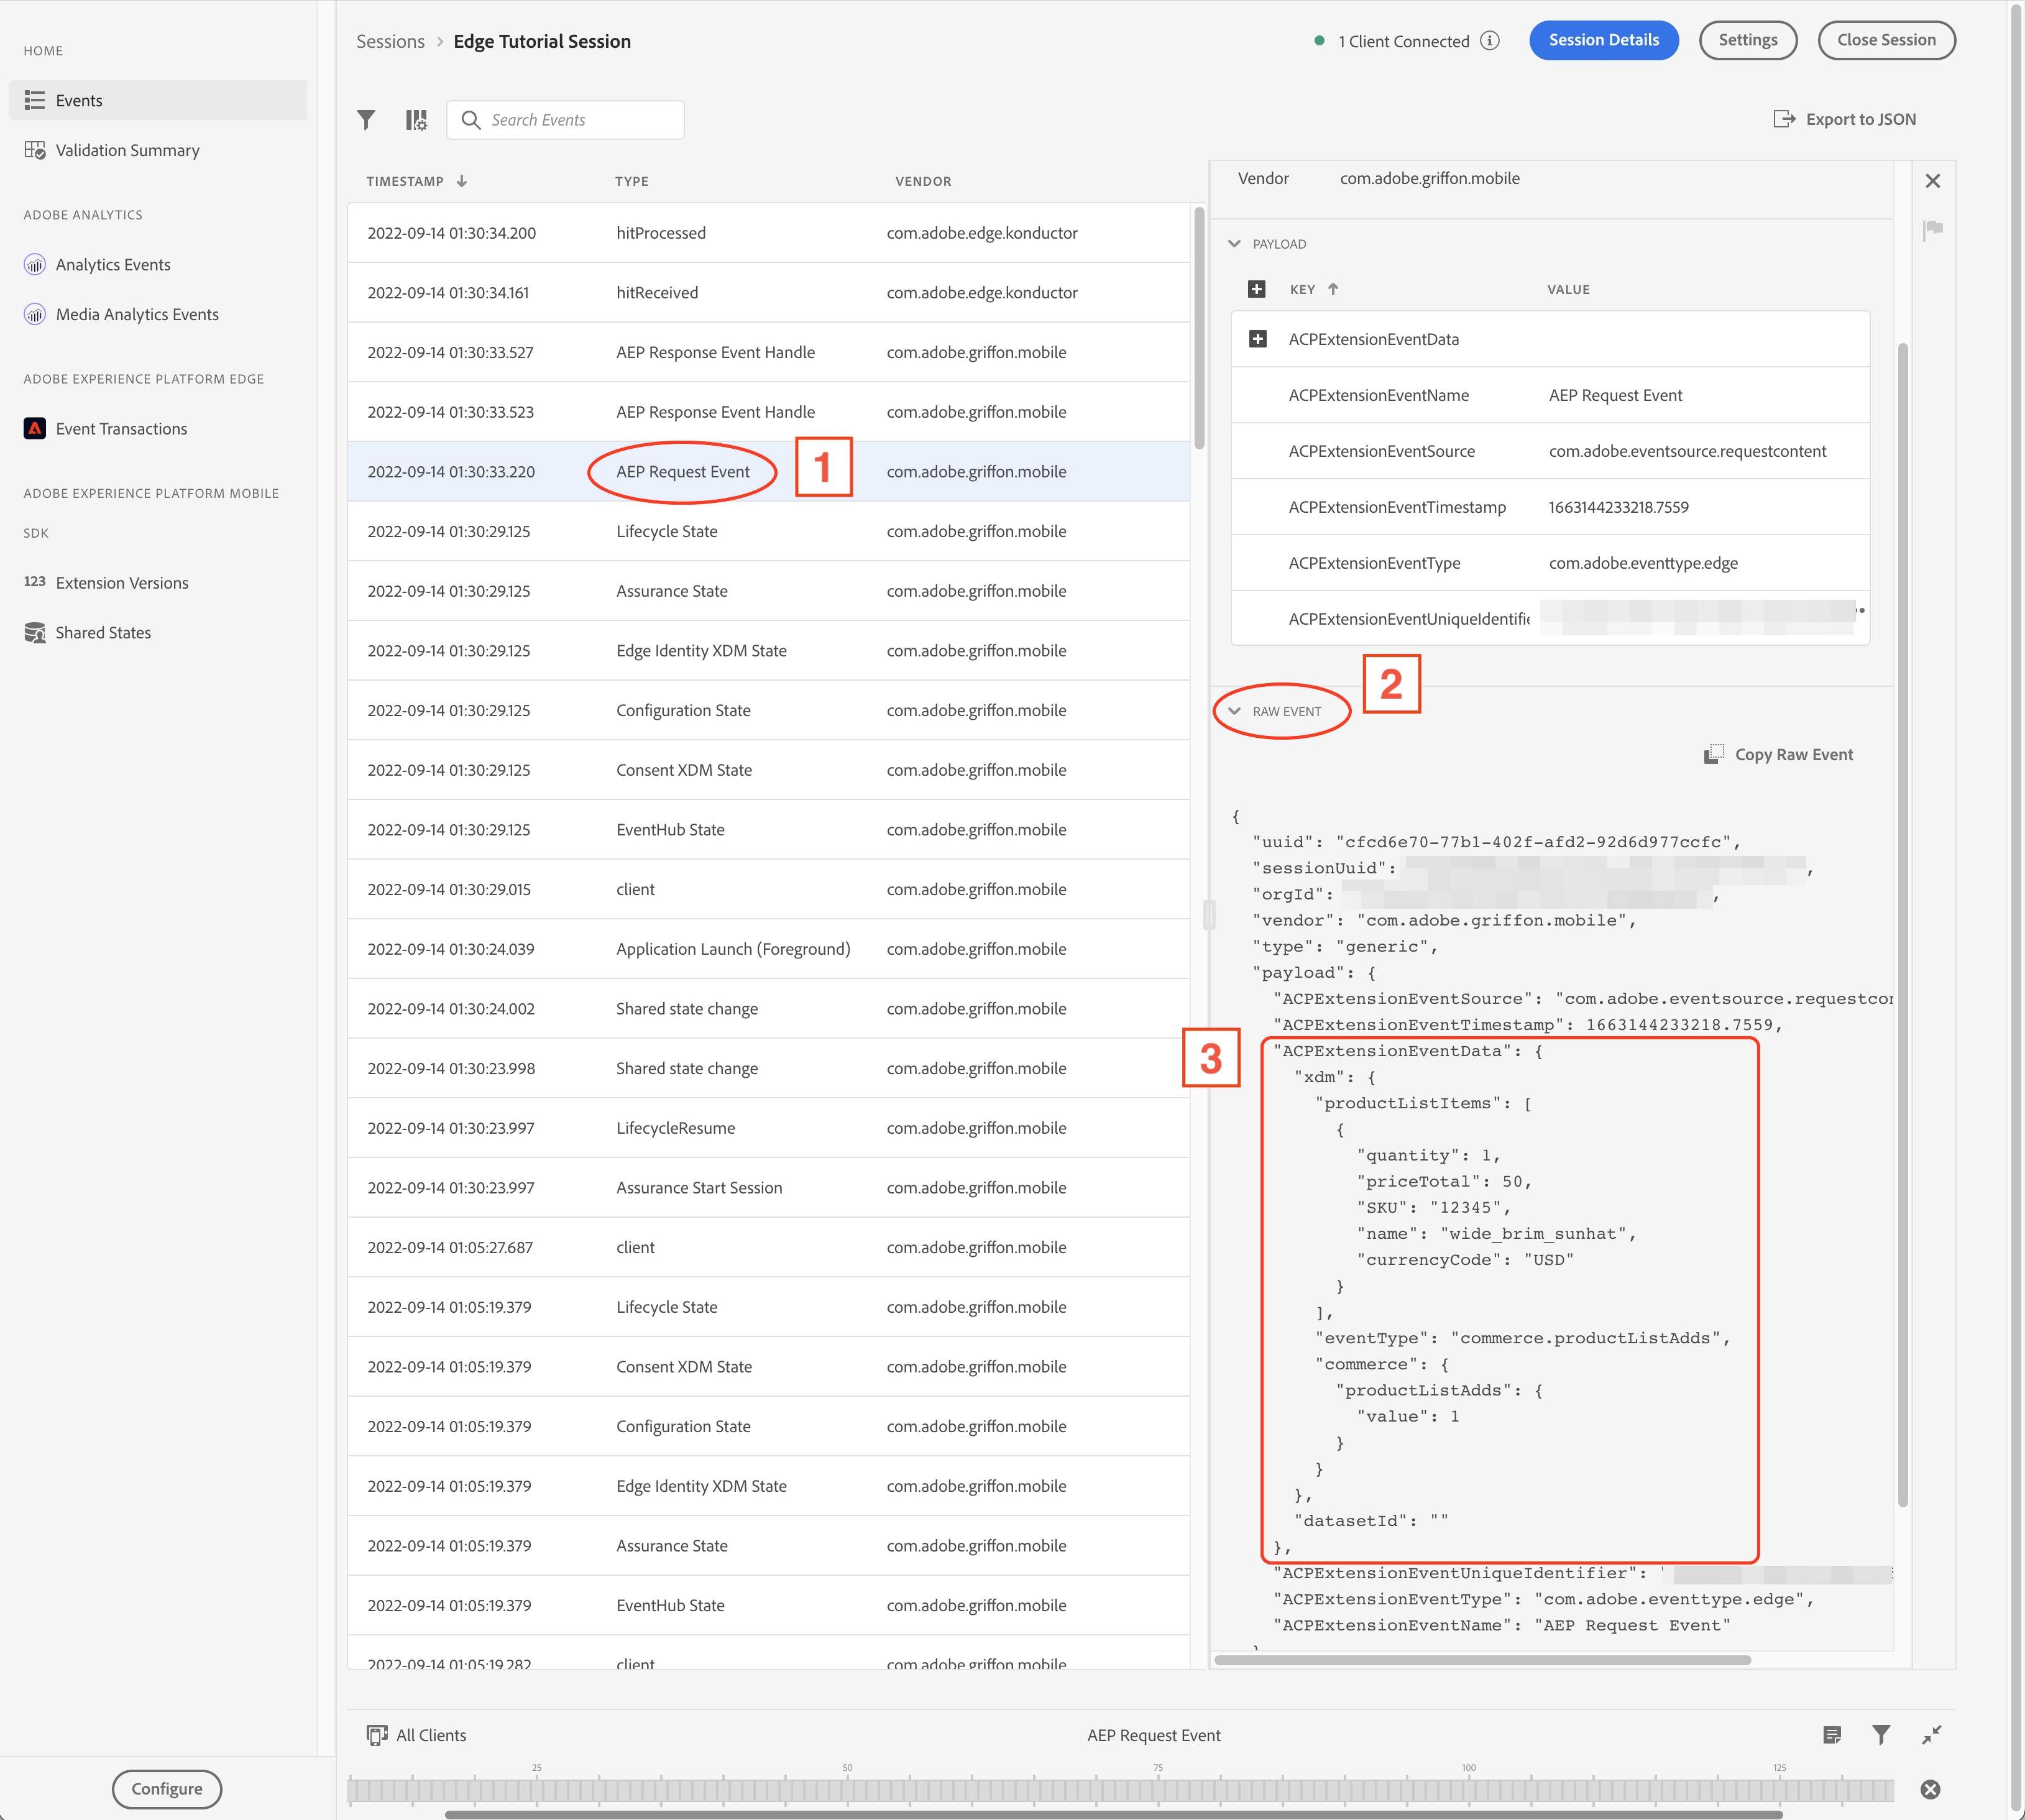 HOME
Events
Validation Summary
ADOBE ANALYTICS
Analytics Events
Media Analytics Events
ADOBE EXPERIENCE PLATFORM EDGE
Event Transactions
ADOBE EXPERIENCE PLATFORM MOBILE
SDK
123 Extension Versions
Shared States
Configure
Sessions > Edge Tutorial Session
1 Client Connected
Session Details
Settings
Close Session
Search Events
Export to JSON
TIMESTAMP TYPE VENDOR
2022-09-14 01:30:34.200 hitProcessed com.adobe.edge.konductor
2022-09-14 01:30:34.161 hitReceived com.adobe.edge.konductor
2022-09-14 01:30:33.527 AEP Response Event Handle com.adobe.griffon.mobile
2022-09-14 01:30:33.523 AEP Response Event Handle com.adobe.griffon.mobile
2022-09-14 01:30:33.220 AEP Request Event 1 com.adobe.griffon.mobile
2022-09-14 01:30:29.125 Lifecycle State com.adobe.griffon.mobile
2022-09-14 01:30:29.125 Assurance State com.adobe.griffon.mobile
2022-09-14 01:30:29.125 Edge Identity XDM State com.adobe.griffon.mobile
2022-09-14 01:30:29.125 Configuration State com.adobe.griffon.mobile
2022-09-14 01:30:29.125 Consent XDM State com.adobe.griffon.mobile
2022-09-14 01:30:29.125 EventHub State com.adobe.griffon.mobile
2022-09-14 01:30:29.015 client com.adobe.griffon.mobile
2022-09-14 01:30:24.039 Application Launch (Foreground) com.adobe.griffon.mobile
2022-09-14 01:30:24.002 Shared state change com.adobe.griffon.mobile
2022-09-14 01:30:23.998 Shared state change com.adobe.griffon.mobile
2022-09-14 01:30:23.997 LifecycleResume com.adobe.griffon.mobile
2022-09-14 01:30:23.997 Assurance Start Session com.adobe.griffon.mobile
2022-09-14 01:05:27.687 client com.adobe.griffon.mobile
2022-09-14 01:05:19.379 Lifecycle State com.adobe.griffon.mobile
2022-09-14 01:05:19.379 Consent XDM State com.adobe.griffon.mobile
2022-09-14 01:05:19.379 Configuration State com.adobe.griffon.mobile
2022-09-14 01:05:19.379 Edge Identity XDM State com.adobe.griffon.mobile
2022-09-14 01:05:19.379 Assurance State com.adobe.griffon.mobile
2022-09-14 01:05:19.379 EventHub State com.adobe.griffon.mobile
2022-09-14 01:05:19.282 client com.adobe.griffon.mobile
Vendor com.adobe.griffon.mobile
PAYLOAD
KEY VALUE
ACPExtensionEventData
ACPExtensionEventName AEP Request Event
ACPExtensionEventSource com.adobe.eventsource.requestcontent
ACPExtensionEventTimestamp 1663144233218.7559
ACPExtensionEventType com.adobe.eventtype.edge
ACPExtensionEventUniqueIdentifie
2
RAW EVENT
Copy Raw Event
{
"uuid": "cfcd6e70-77b1-402f-afd2-92d6d977ccfc",
"sessionUuid": ,
"orgId": ,
"vendor": "com.adobe.griffon.mobile",
"type": "generic",
"payload": {
"ACPExtensionEventSource": "com.adobe.eventsource.requestcon
"ACPExtensionEventTimestamp": 1663144233218.7559,
3
"ACPExtensionEventData": {
"xdm": {
"productListItems": [
{
"quantity": 1,
"priceTotal": 50,
"SKU": "12345",
"name": "wide_brim_sunhat",
"currencyCode": "USD"
}
],
"eventType": "commerce.productListAdds",
"commerce": {
"productListAdds": {
"value": 1
}
}
},
"datasetId": ""
},
"ACPExtensionEventUniqueIdentifier":
"ACPExtensionEventType": "com.adobe.eventtype.edge",
"ACPExtensionEventName": "AEP Request Event"
All Clients
AEP Request Event
25 50 75 100 125